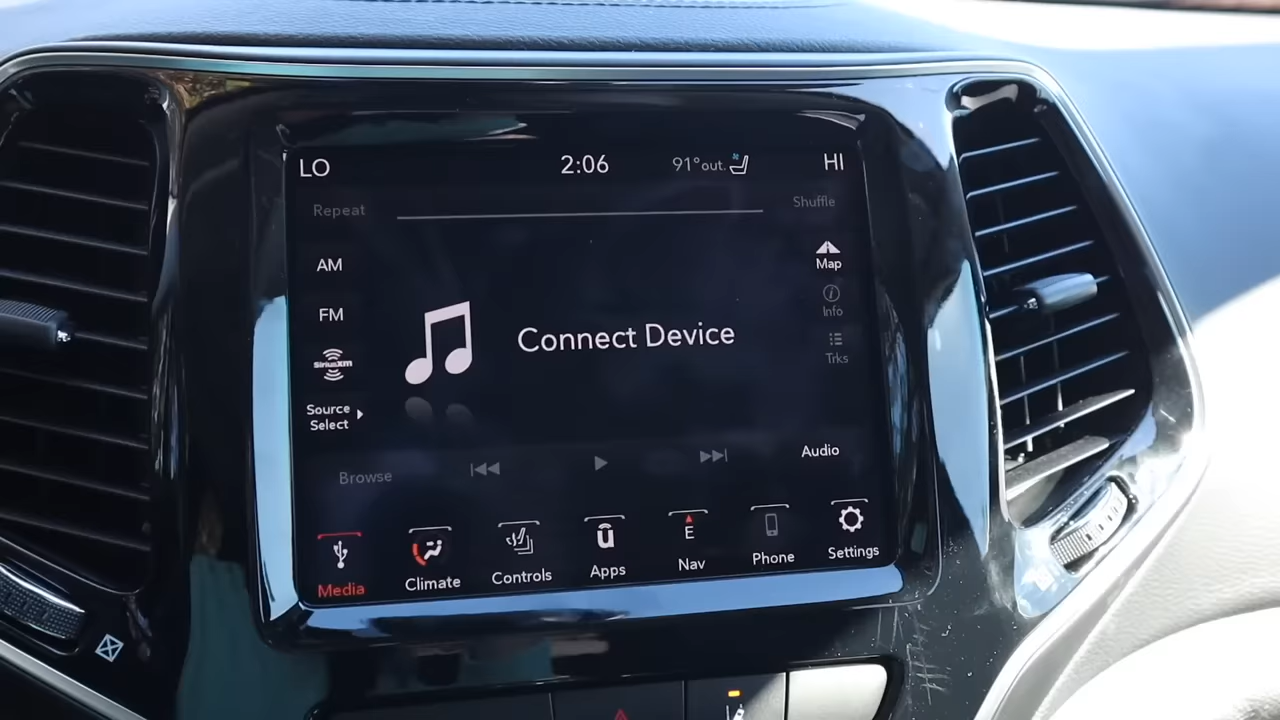 LO 2:06 91°out. HI
Repeat Shuffle
AM
FM
SiriusXM
Source
Select
Connect Device
Map
Info
Trks
Browse Audio
Media Climate Controls Apps Nav Phone Settings
E